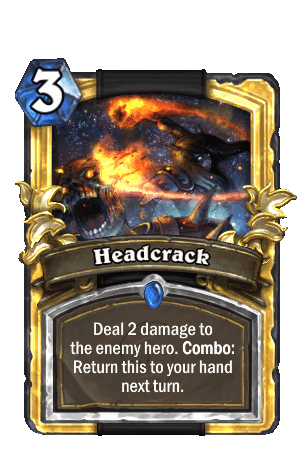 3
Headcrack
Deal 2 damage to
the enemy hero. Combo:
Return this to your hand
next turn.